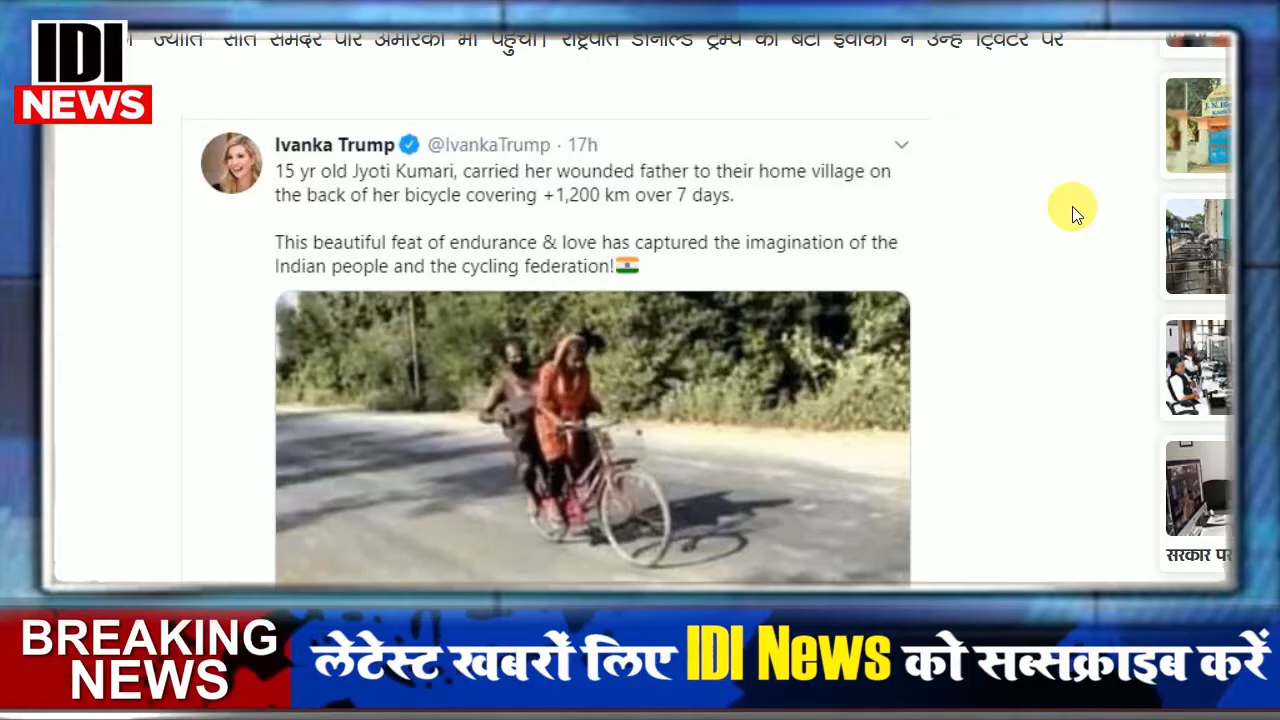 IDI
NEWS
ज्योति सात समंदर पार अमेरिका भी पहुंची। राष्ट्रपति डोनाल्ड ट्रम्प की बेटी इवांका ने उन्हें ट्विटर पर
Ivanka Trump @IvankaTrump · 17h
15 yr old Jyoti Kumari, carried her wounded father to their home village on
the back of her bicycle covering +1,200 km over 7 days.
This beautiful feat of endurance & love has captured the imagination of the
Indian people and the cycling federation!🇮🇳
सरकार पर
BREAKING
NEWS
लेटेस्ट खबरों लिए IDI News को सब्सक्राइब करें